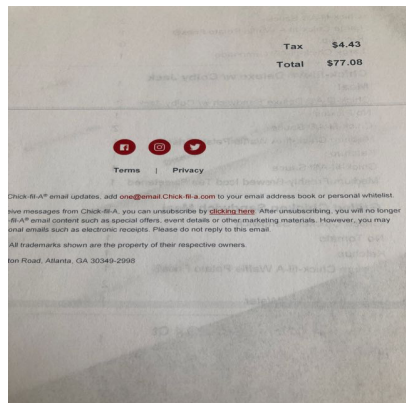 Tax $4.43
Total $77.08
Terms | Privacy
Chick-fil-A® email updates, add one@email.Chick-fil-a.com to your email address book or personal whitelist.
ive messages from Chick-fil-A, you can unsubscribe by clicking here. After unsubscribing, you will no longer
-fil-A® email content such as special offers, event details or other marketing materials. However, you may
onal emails such as electronic receipts. Please do not reply to this email.
All trademarks shown are the property of their respective owners.
ton Road, Atlanta, GA 30349-2998